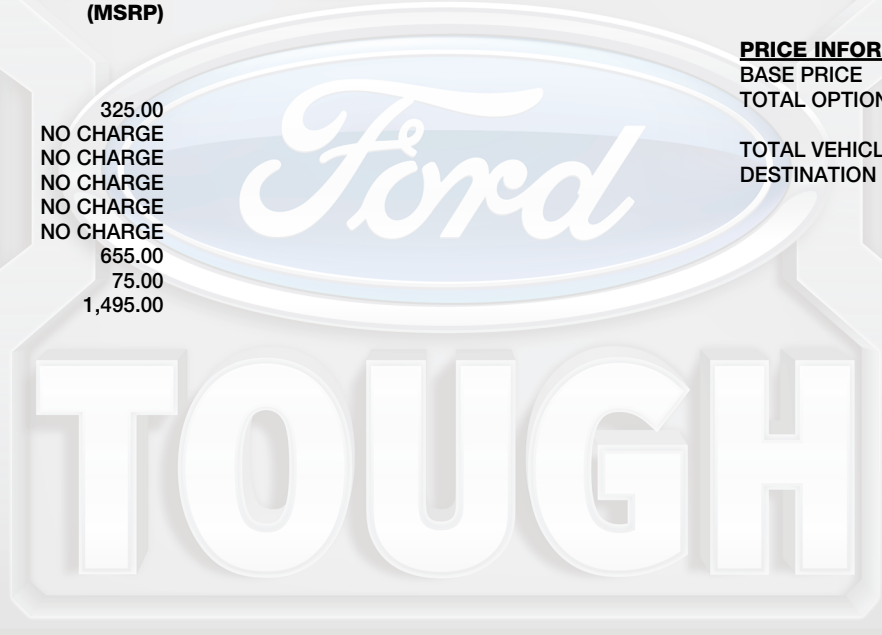 (MSRP)
325.00
NO CHARGE
NO CHARGE
NO CHARGE
NO CHARGE
NO CHARGE
655.00
75.00
1,495.00
PRICE INFOR
BASE PRICE
TOTAL OPTION
TOTAL VEHICL
DESTINATION
Ford
TOUGH